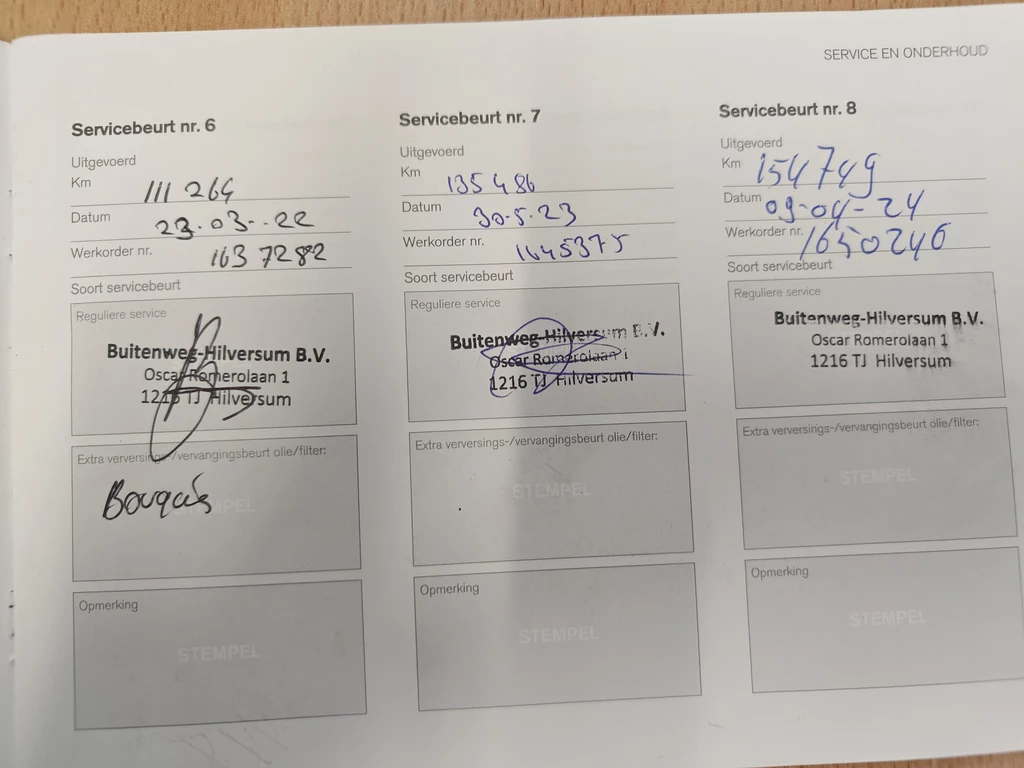 SERVICE EN ONDERHOUD
Servicebeurt nr. 6
Uitgevoerd
Km 111 264
Datum 23.03.-22
Werkorder nr. 1637282
Soort servicebeurt
Reguliere service
Buitenweg-Hilversum B.V.
Oscar Romerolaan 1
1216 TJ Hilversum
Extra verversings-/vervangingsbeurt olie/filter:
STEMPEL
Opmerking
STEMPEL
Servicebeurt nr. 7
Uitgevoerd
Km 135 486
Datum 30.5.23
Werkorder nr. 1645375
Soort servicebeurt
Reguliere service
Buitenweg-Hilversum B.V.
Oscar Romerolaan 1
1216 TJ Hilversum
Extra verversings-/vervangingsbeurt olie/filter:
STEMPEL
Opmerking
STEMPEL
Servicebeurt nr. 8
Uitgevoerd
Km 154749
Datum 09-04-24
Werkorder nr. 1650246
Soort servicebeurt
Reguliere service
Buitenweg-Hilversum B.V.
Oscar Romerolaan 1
1216 TJ Hilversum
Extra verversings-/vervangingsbeurt olie/filter:
STEMPEL
Opmerking
STEMPEL